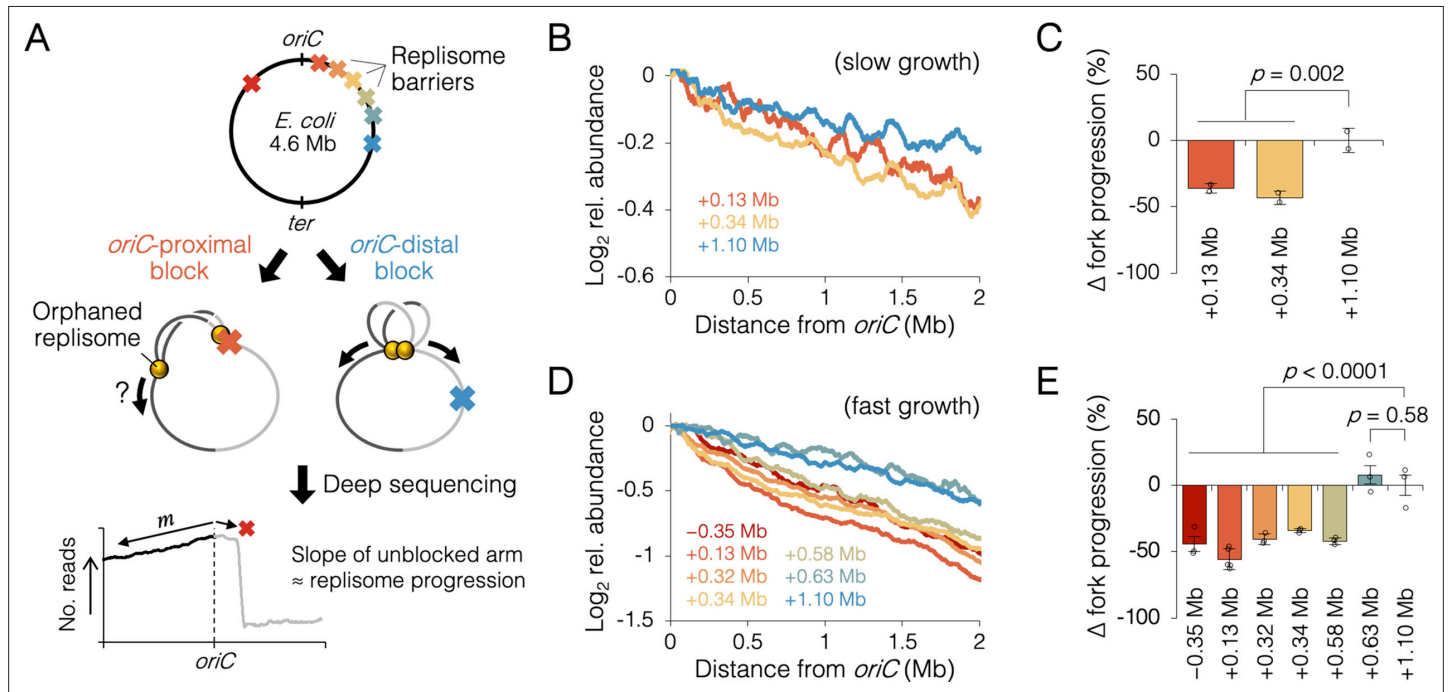 A
oriC
Replisome
barriers
E. coli
4.6 Mb
ter
oriC-proximal
block
oriC-distal
block
Orphaned
replisome
?
Deep sequencing
m
No. reads
Slope of unblocked arm
≈ replisome progression
oriC
B
(slow growth)
Log2 rel. abundance
0
-0.2
-0.4
-0.6
+0.13 Mb
+0.34 Mb
+1.10 Mb
0 0.5 1 1.5 2
Distance from oriC (Mb)
C
Δ fork progression (%)
50
0
-50
-100
p = 0.002
+0.13 Mb
+0.34 Mb
+1.10 Mb
D
(fast growth)
Log2 rel. abundance
0
-0.5
-1
-1.5
−0.35 Mb
+0.13 Mb
+0.32 Mb
+0.34 Mb
+0.58 Mb
+0.63 Mb
+1.10 Mb
0 0.5 1 1.5 2
Distance from oriC (Mb)
E
Δ fork progression (%)
50
0
-50
-100
p < 0.0001
p = 0.58
−0.35 Mb
+0.13 Mb
+0.32 Mb
+0.34 Mb
+0.58 Mb
+0.63 Mb
+1.10 Mb